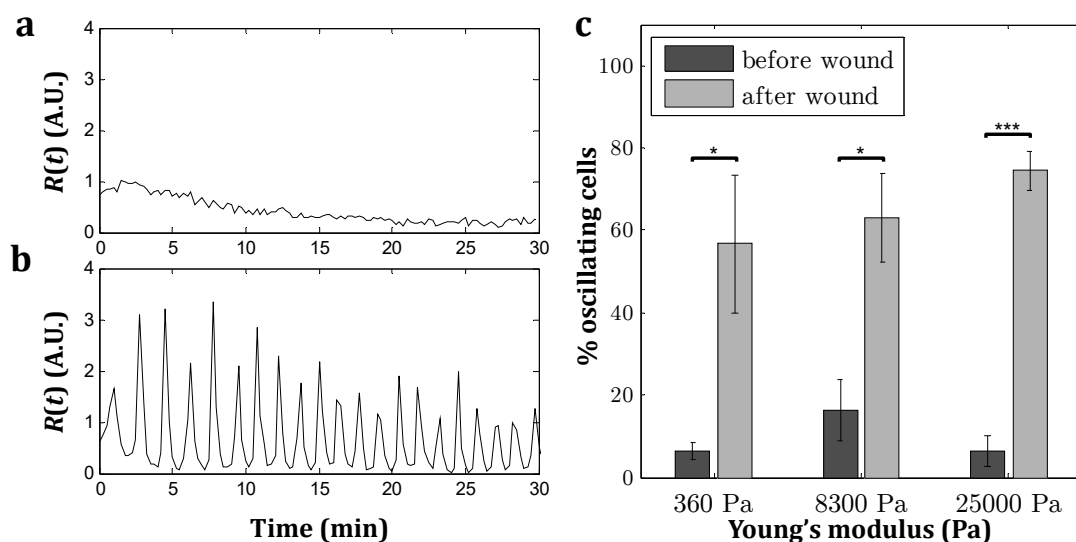 a
4
3
2
1
0
R(t) (A.U.)
0 5 10 15 20 25 30
b
4
3
2
1
0
R(t) (A.U.)
0 5 10 15 20 25 30
Time (min)
c
before wound
after wound
100
80
60
40
20
0
% oscillating cells
* * ***
360 Pa 8300 Pa 25000 Pa
Young's modulus (Pa)